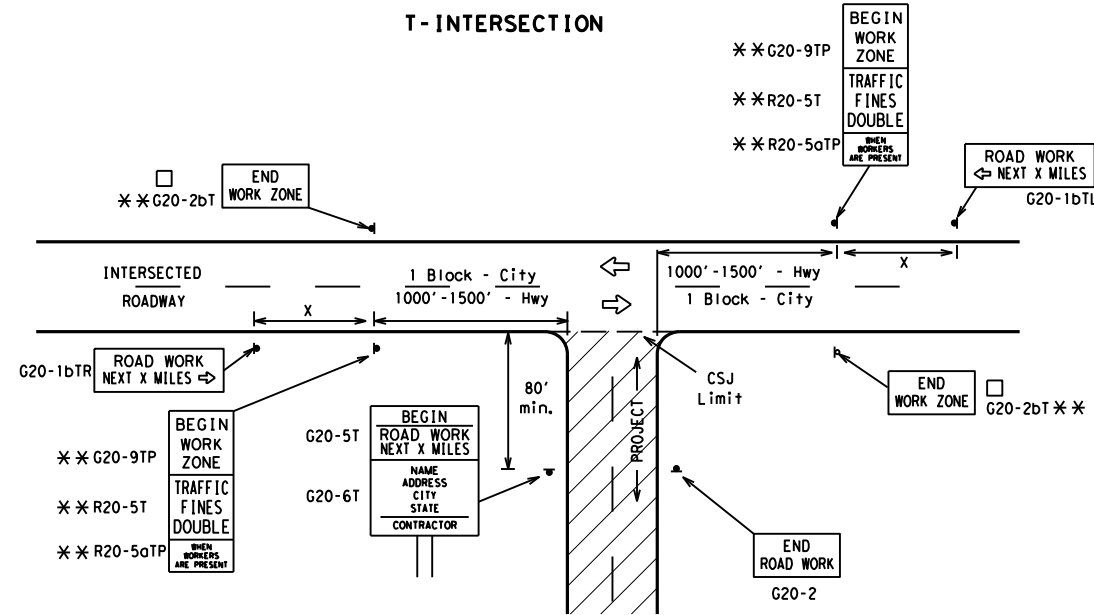 T-INTERSECTION
BEGIN
WORK
ZONE
TRAFFIC
FINES
DOUBLE
WHEN
WORKERS
ARE PRESENT
**G20-9TP
**R20-5T
**R20-5aTP
ROAD WORK
⇦ NEXT X MILES
G20-1bTL
END
WORK ZONE
□
**G20-2bT
INTERSECTED
ROADWAY
1 Block - City
1000'-1500' - Hwy
1000'-1500' - Hwy
1 Block - City
X
X
G20-1bTR
ROAD WORK
NEXT X MILES ⇨
80'
min.
CSJ
Limit
PROJECT
END
WORK ZONE
□
G20-2bT **
BEGIN
WORK
ZONE
TRAFFIC
FINES
DOUBLE
WHEN
WORKERS
ARE PRESENT
**G20-9TP
**R20-5T
**R20-5aTP
G20-5T
G20-6T
BEGIN
ROAD WORK
NEXT X MILES
NAME
ADDRESS
CITY
STATE
CONTRACTOR
END
ROAD WORK
G20-2